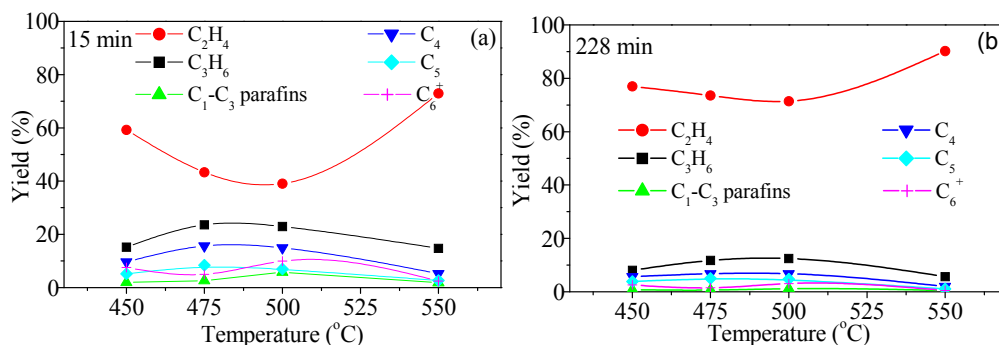 100
80
60
40
20
0
Yield (%)
15 min
(a)
C₂H₄
C₃H₆
C₁-C₃ parafins
C₄
C₅
C₆⁺
450
475
500
525
550
Temperature (°C)
100
80
60
40
20
0
Yield (%)
228 min
(b
C₂H₄
C₃H₆
C₁-C₃ parafins
C₄
C₅
C₆⁺
450
475
500
525
550
Temperature (°C)